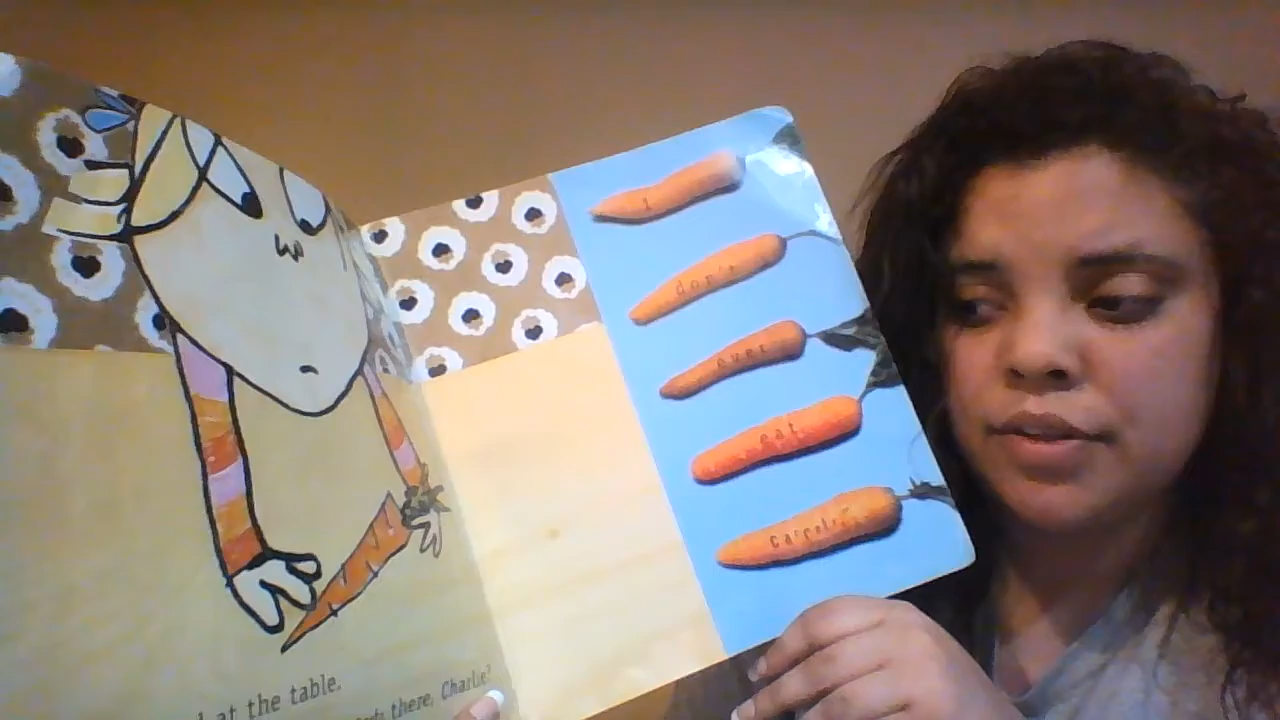 at the table.
there, Charlie?
I
don't
ever
eat
carrots